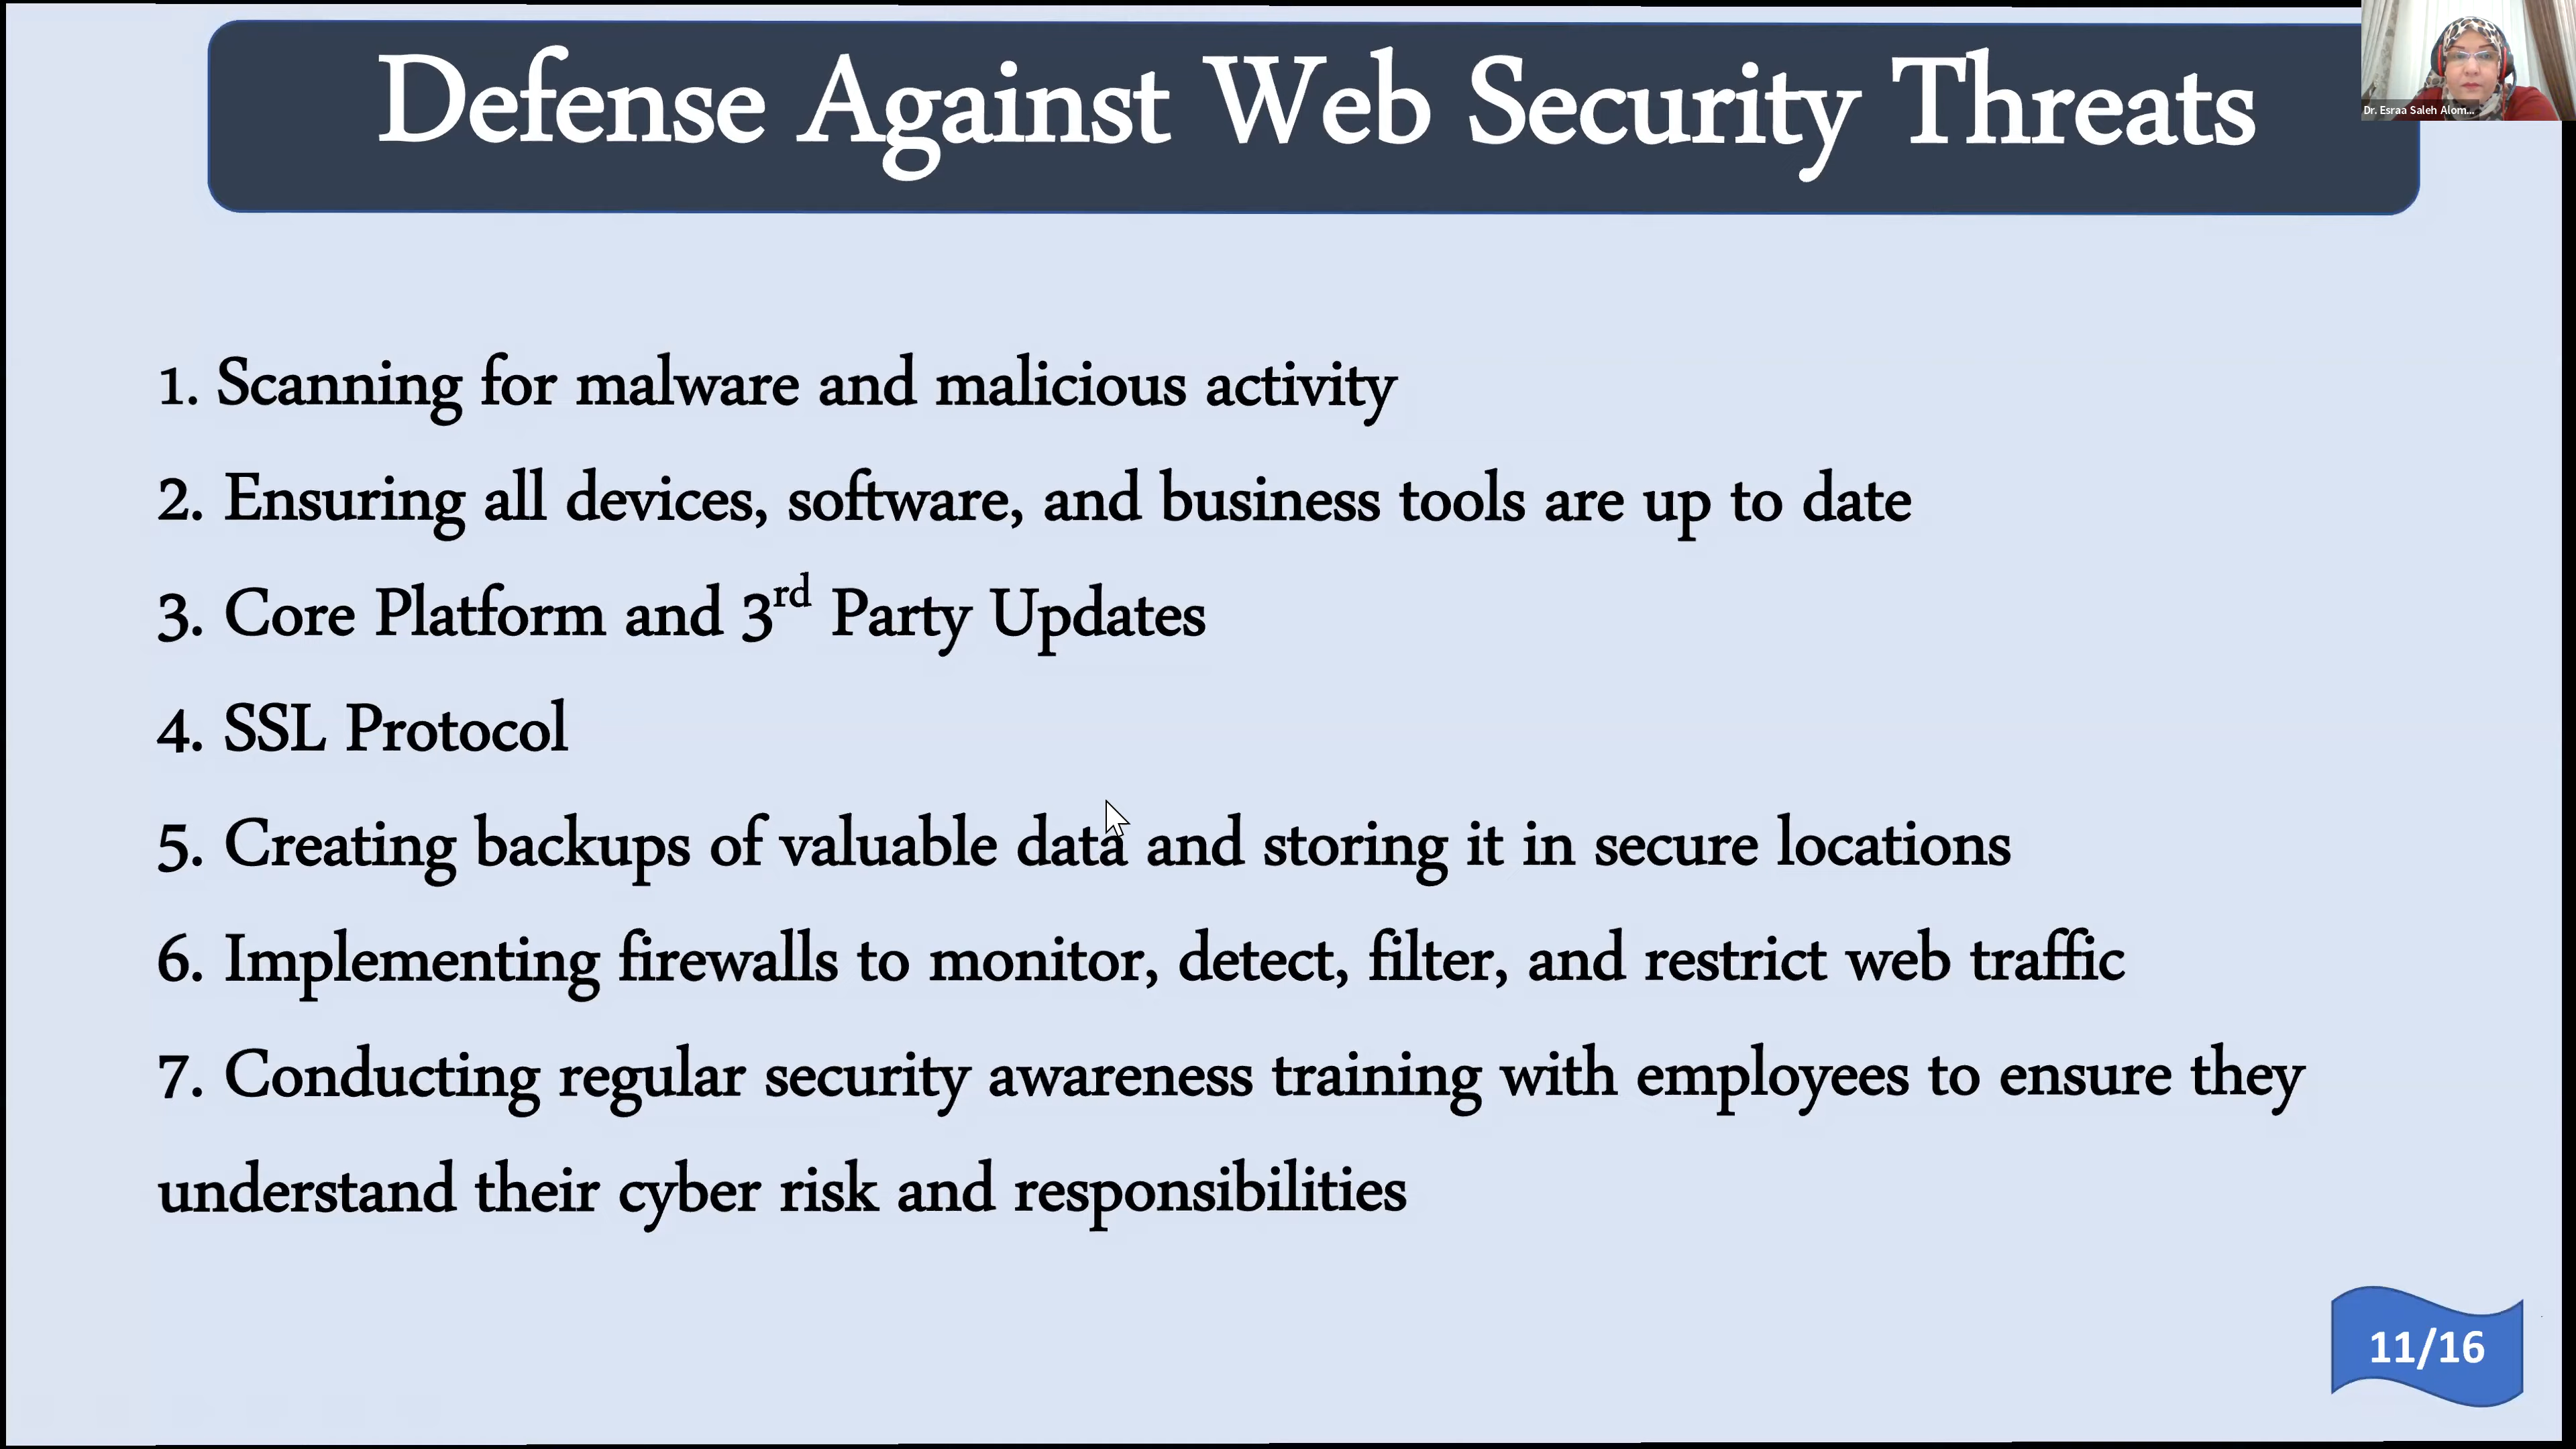 Defense Against Web Security Threats
Dr. Esraa Saleh Alom...
1. Scanning for malware and malicious activity
2. Ensuring all devices, software, and business tools are up to date
3. Core Platform and 3rd Party Updates
4. SSL Protocol
5. Creating backups of valuable data and storing it in secure locations
6. Implementing firewalls to monitor, detect, filter, and restrict web traffic
7. Conducting regular security awareness training with employees to ensure they
understand their cyber risk and responsibilities
11/16